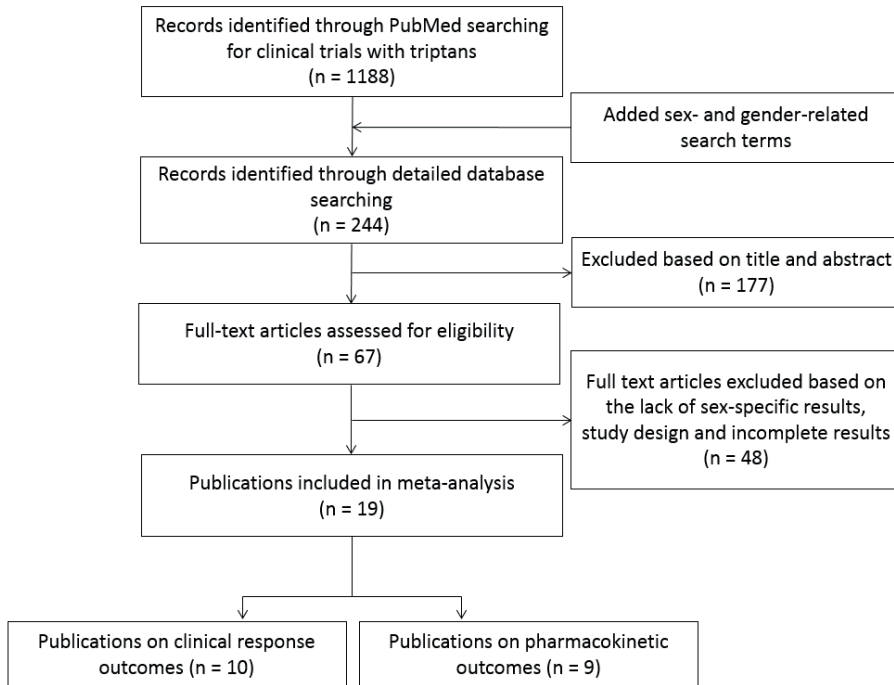 Records identified through PubMed searching
for clinical trials with triptans
(n = 1188)
Added sex- and gender-related
search terms
Records identified through detailed database
searching
(n = 244)
Excluded based on title and abstract
(n = 177)
Full-text articles assessed for eligibility
(n = 67)
Full text articles excluded based on
the lack of sex-specific results,
study design and incomplete results
(n = 48)
Publications included in meta-analysis
(n = 19)
Publications on clinical response
outcomes (n = 10)
Publications on pharmacokinetic
outcomes (n = 9)